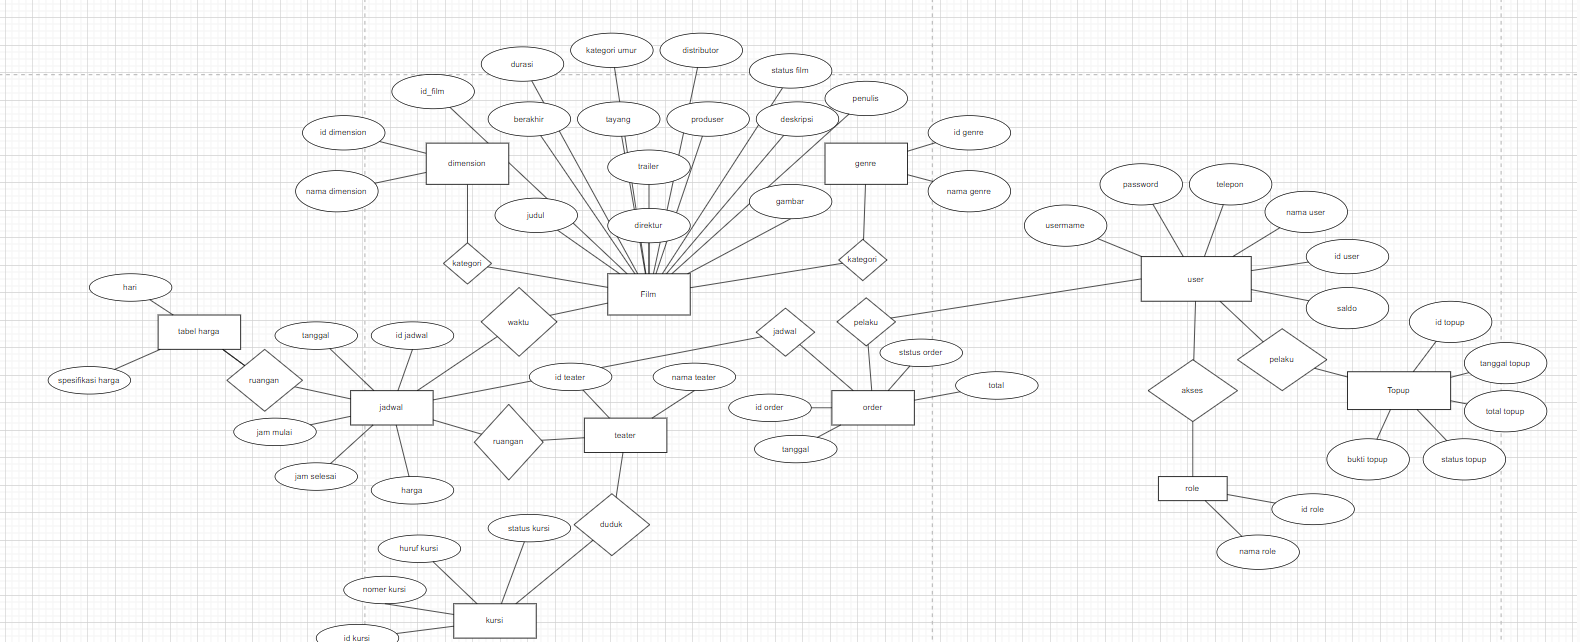 kategori umur
distributor
durasi
status film
id_film
penulis
berakhir
tayang
produser
deskripsi
id dimension
dimension
trailer
genre
id genre
nama dimension
nama genre
judul
direktur
gambar
password
telepon
usermame
nama user
kategori
kategori
id user
user
hari
Film
saldo
tabel harga
tanggal
id jadwal
waktu
jadwal
pelaku
id topup
ststus order
pelaku
tanggal topup
spesifikasi harga
ruangan
id teater
nama teater
total
akses
Topup
jadwal
id order
order
total topup
jam mulai
ruangan
teater
tanggal
bukti topup
status topup
jam selesai
harga
role
id role
status kursi
duduk
huruf kursi
nama role
nomer kursi
kursi
id kursi